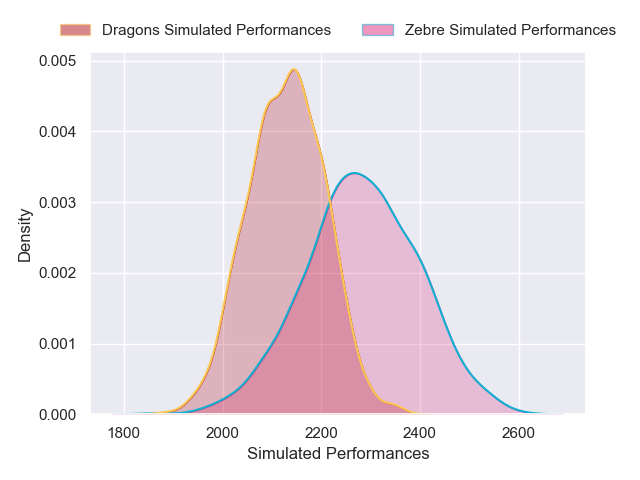 Dragons Simulated Performances Zebre Simulated Performances
0.005
0.004
0.003
0.002
0.001
0.000
Density
1800 2000 2200 2400 2600
Simulated Performances